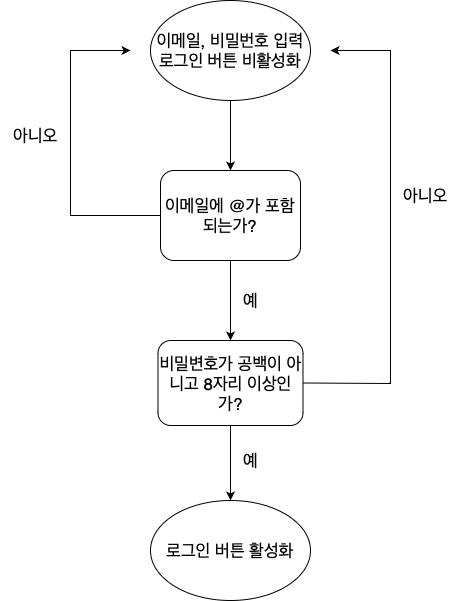 이메일, 비밀번호 입력
로그인 버튼 비활성화
아니오
이메일에 @가 포함
되는가?
아니오
예
비밀변호가 공백이 아
니고 8자리 이상인
가?
예
로그인 버튼 활성화